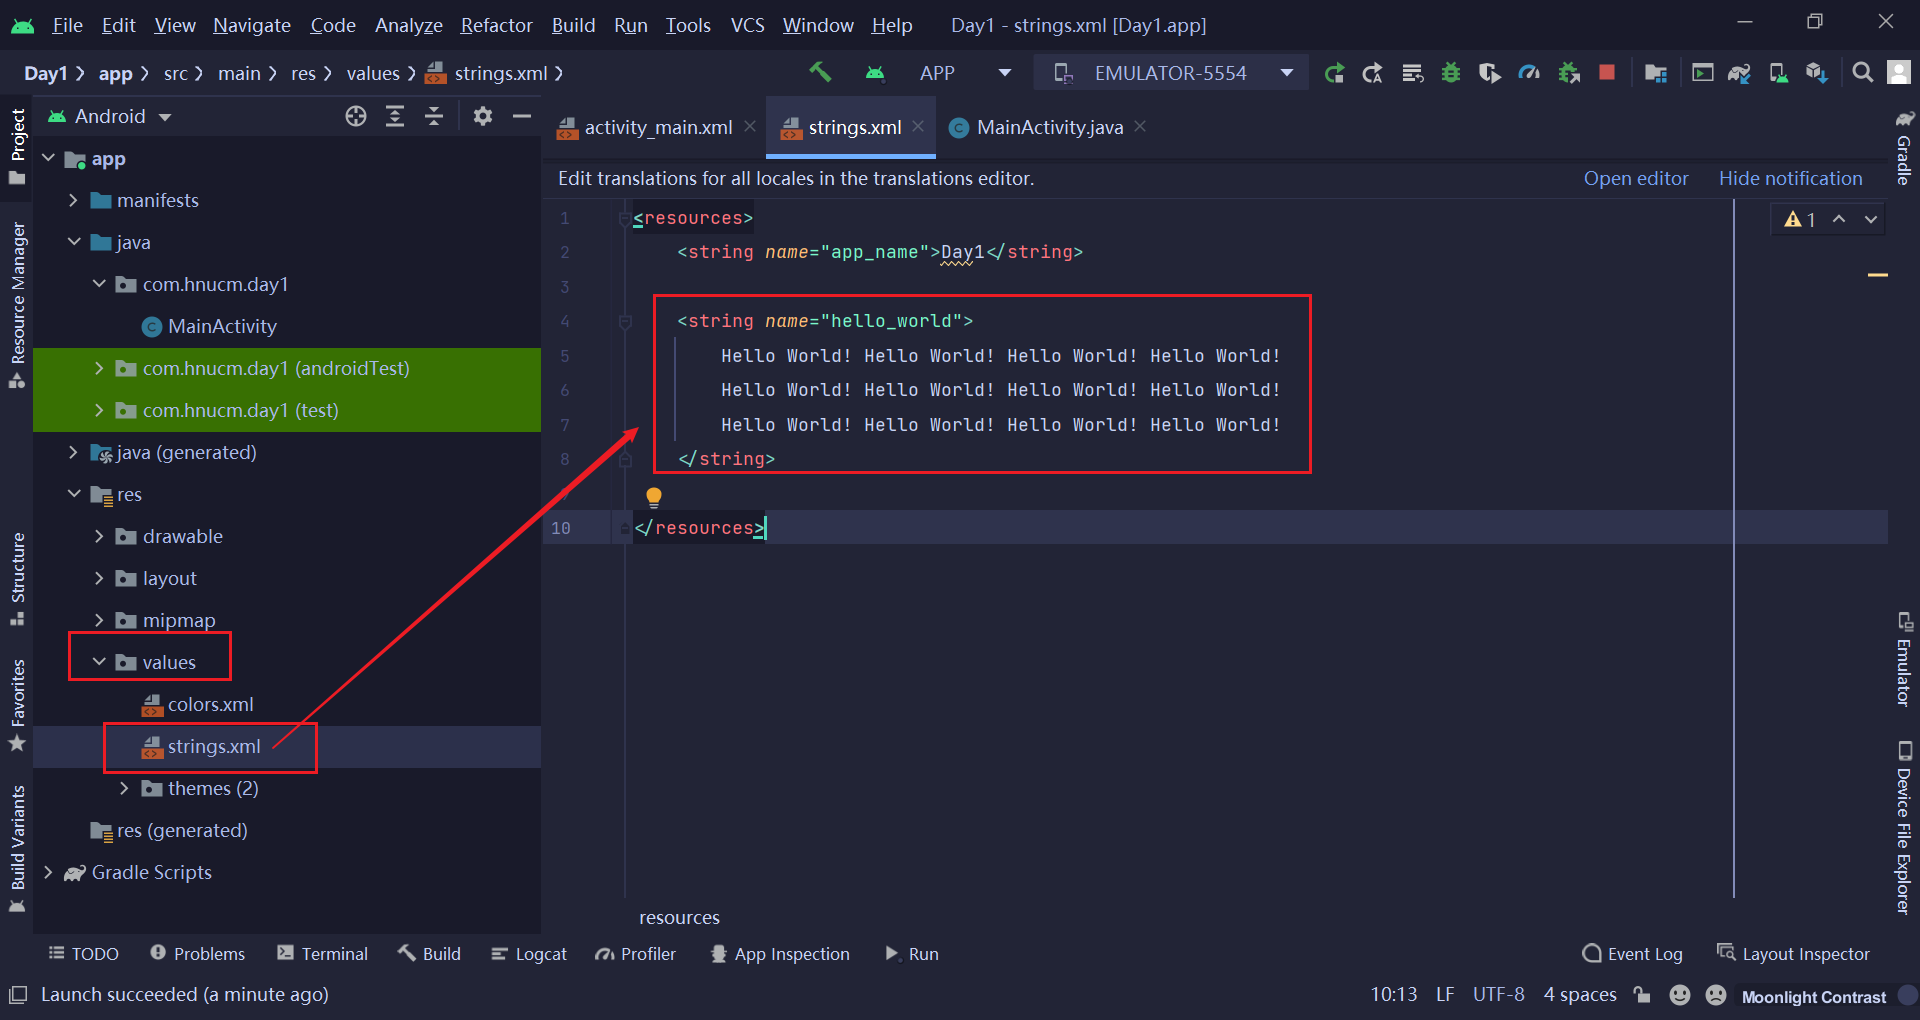 File Edit View Navigate Code Analyze Refactor Build Run Tools VCS Window Help Day1 - strings.xml [Day1.app]
Day1 app src main res values strings.xml APP EMULATOR-5554
Android
activity_main.xml strings.xml MainActivity.java
Edit translations for all locales in the translations editor. Open editor Hide notification
Project
Resource Manager
Structure
Favorites
Build Variants
app
manifests
java
com.hnucm.day1
MainActivity
com.hnucm.day1 (androidTest)
com.hnucm.day1 (test)
java (generated)
res
drawable
layout
mipmap
values
colors.xml
strings.xml
themes (2)
res (generated)
Gradle Scripts
1 <resources>
2 <string name="app_name">Day1</string>
3
4 <string name="hello_world">
5 Hello World! Hello World! Hello World! Hello World!
6 Hello World! Hello World! Hello World! Hello World!
7 Hello World! Hello World! Hello World! Hello World!
8 </string>
9
10 </resources>
1
resources
Gradle
Emulator
Device File Explorer
TODO Problems Terminal Build Logcat Profiler App Inspection Run Event Log Layout Inspector
Launch succeeded (a minute ago) 10:13 LF UTF-8 4 spaces Moonlight Contrast